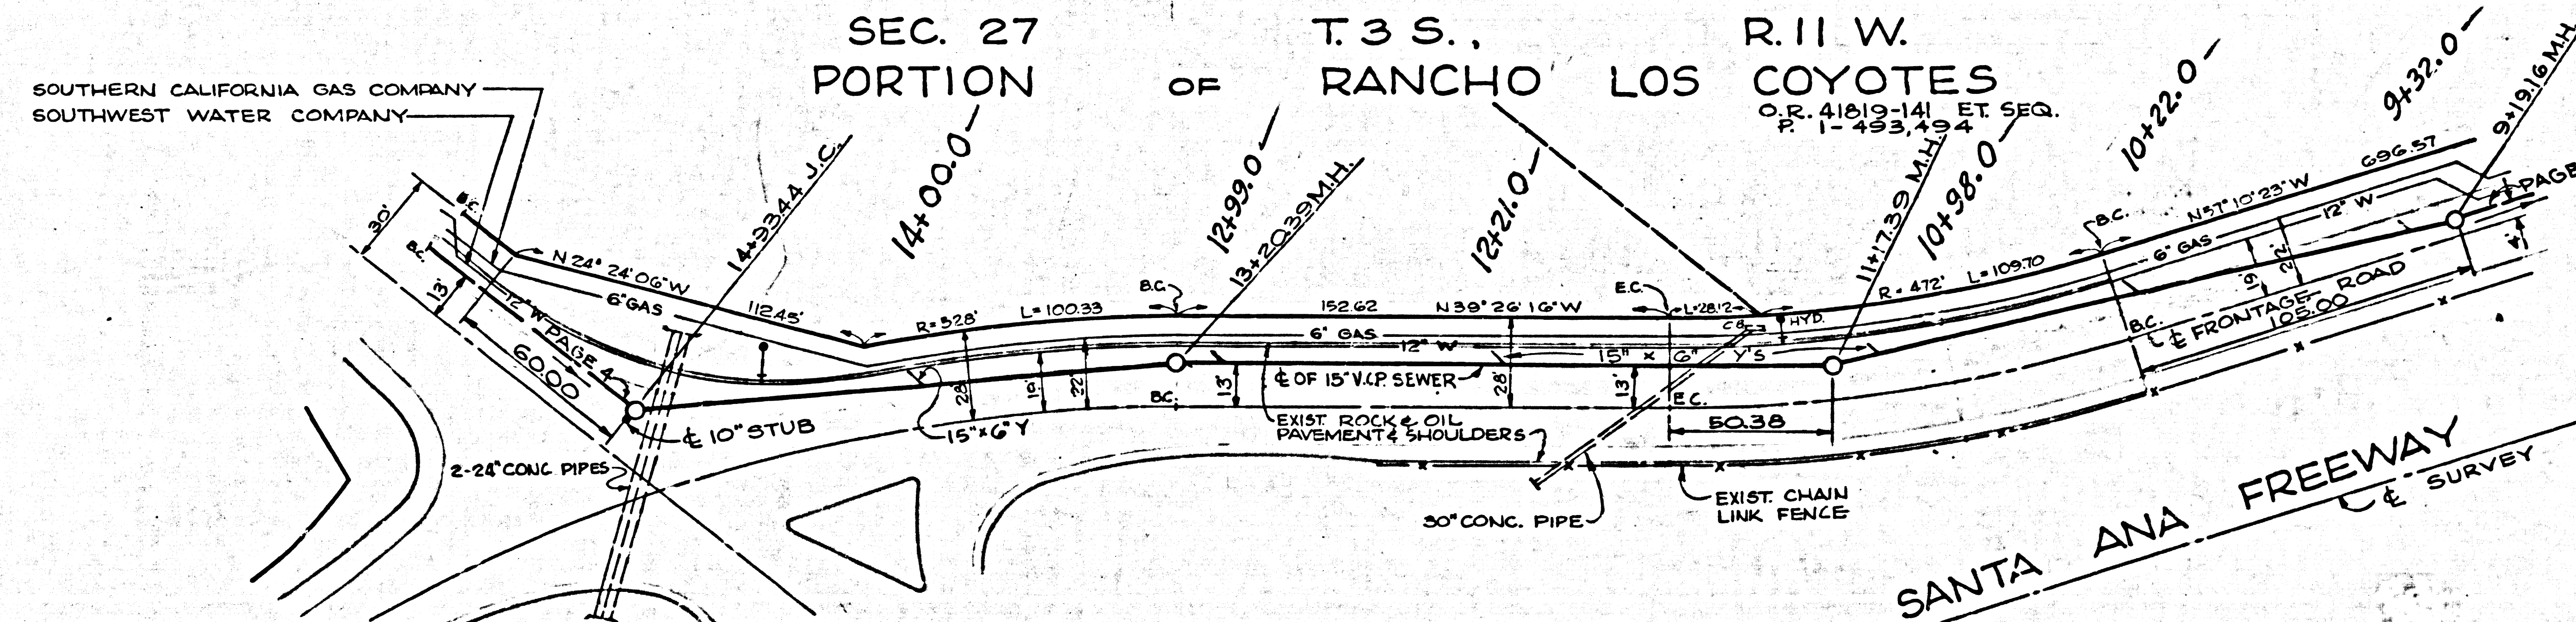 SEC. 27 T. 3 S., R. 11 W.
PORTION OF RANCHO LOS COYOTES
O.R. 41819-141 ET. SEQ.
P. 1-493,494
SOUTHERN CALIFORNIA GAS COMPANY
SOUTHWEST WATER COMPANY
14+93.44 J.C.
14+00.0
12+99.0
13+20.39 M.H.
12+21.0
11+17.39 M.H.
10+98.0
10+22.0
9+32.0
9+19.16 M.H.
30'
B.C.
B.C.
13'
N 24° 24' 06" W
6" GAS
112.45'
12" W
PAGE 4
60.00
R=528'
L=100.33
B.C.
152.62
N 39° 26' 16" W
E.C.
L=28.12
C.B.
HYD.
R=472'
L=109.70
B.C.
N 57° 10' 23" W
696.57
PAGE
6" GAS
12" W
6" GAS
12" W
15" x 6" Y'S
28'
10'
22'
B.C.
13'
℄ OF 15" V.C.P. SEWER
28'
13'
E.C.
50.38
19'
22'
4'
B.C.
℄ FRONTAGE ROAD
105.00
℄ 10" STUB
15" x 6" Y
EXIST. ROCK & OIL
PAVEMENT & SHOULDERS
2-24" CONC. PIPES
30" CONC. PIPE
EXIST. CHAIN
LINK FENCE
SANTA ANA FREEWAY
℄ SURVEY